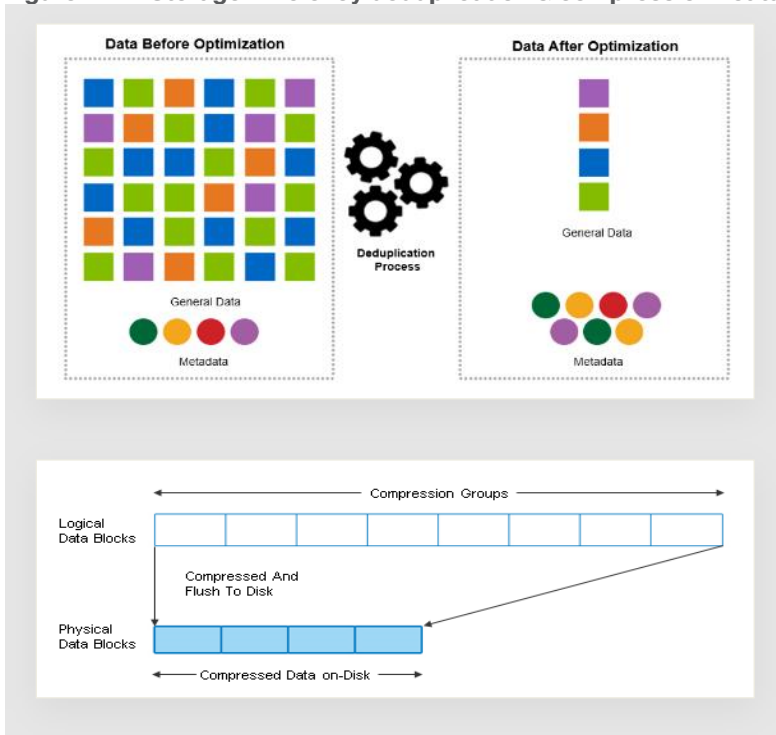 Data Before Optimization
Data After Optimization
General Data
Metadata
Deduplication
Process
General Data
Metadata
Compression Groups
Logical
Data Blocks
Compressed And
Flush To Disk
Physical
Data Blocks
Compressed Data on-Disk